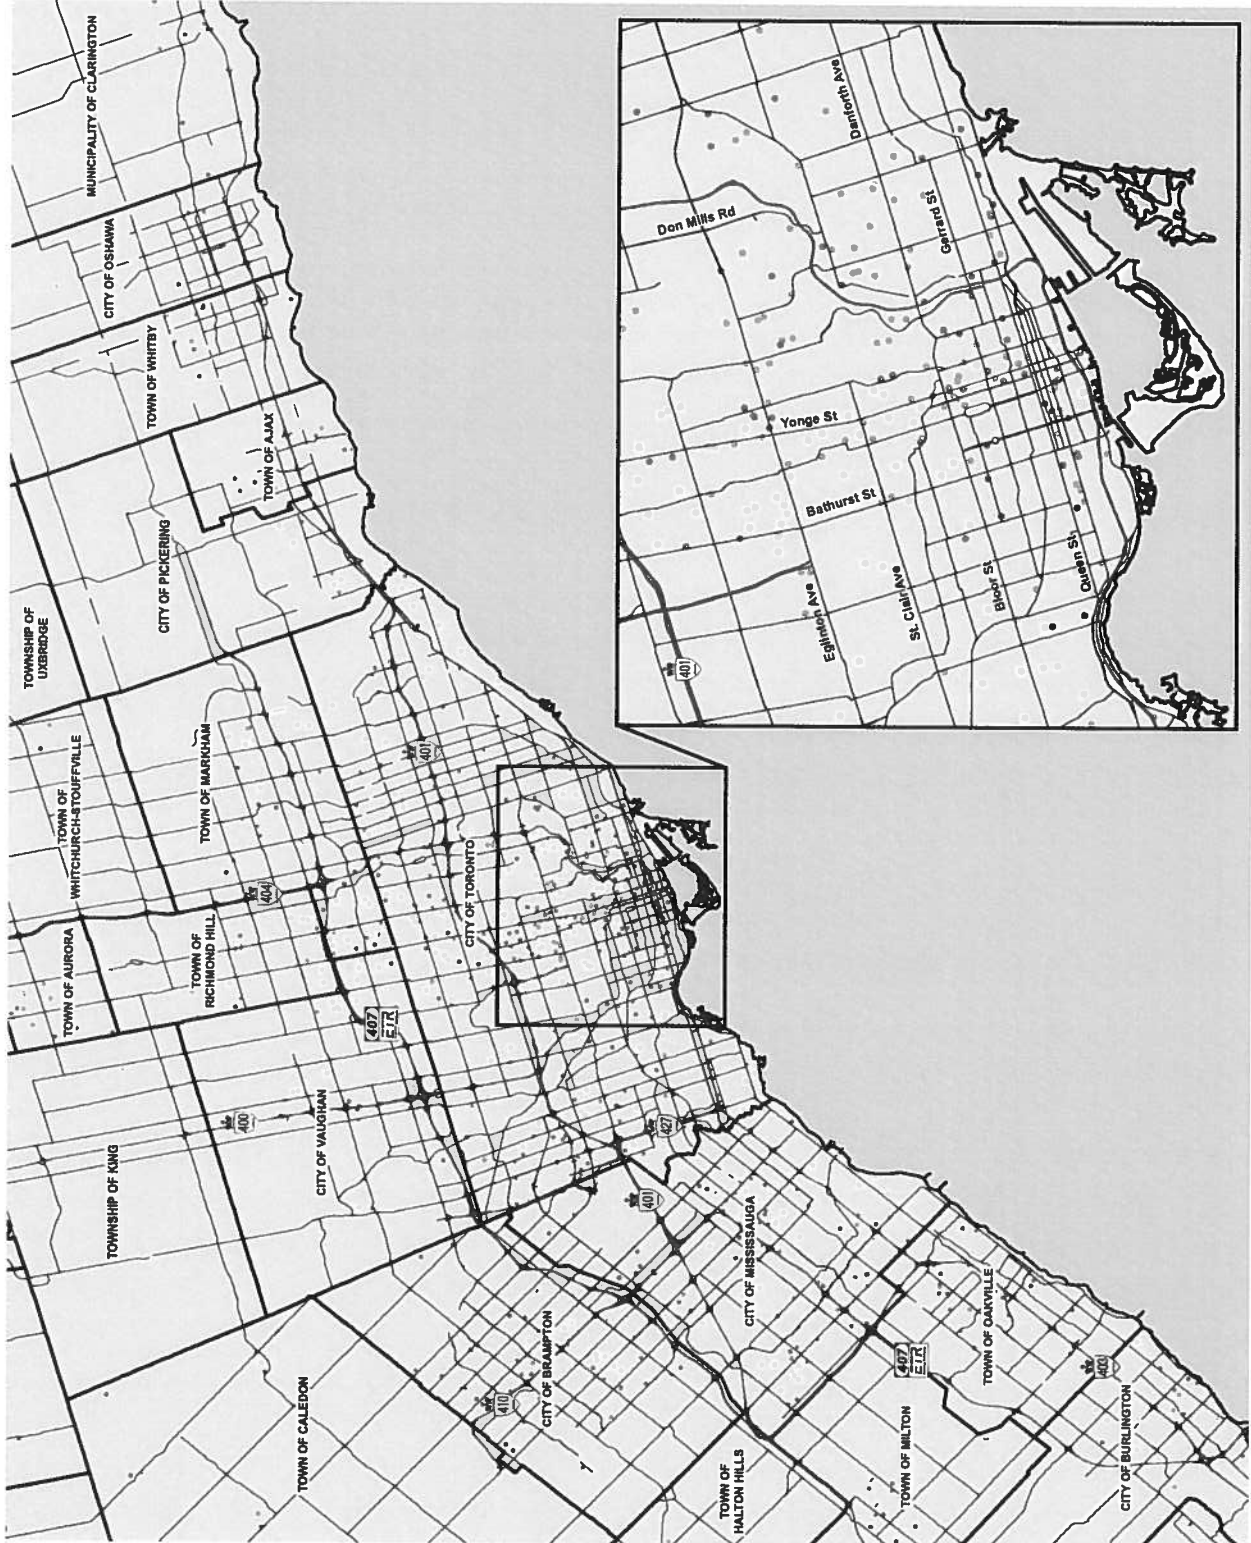 MUNICIPALITY OF CLARINGTON
CITY OF OSHAWA
TOWN OF WHITBY
TOWN OF AJAX
CITY OF PICKERING
TOWNSHIP OF
UXBRIDGE
TOWN OF MARKHAM
TOWN OF
WHITCHURCH-STOUFFVILLE
401
404
CITY OF TORONTO
TOWN OF
RICHMOND HILL
TOWN OF AURORA
407
ETR
400
CITY OF VAUGHAN
TOWNSHIP OF KING
427
401
CITY OF MISSISSAUGA
CITY OF BRAMPTON
410
TOWN OF CALEDON
407
ETR
TOWN OF OAKVILLE
403
TOWN OF MILTON
TOWN OF
HALTON HILLS
CITY OF BURLINGTON
Danforth Ave
Don Mills Rd
Gerrard St
Yonge St
Bathurst St
Eglinton Ave
St. Clair Ave
Bloor St
Queen St
401